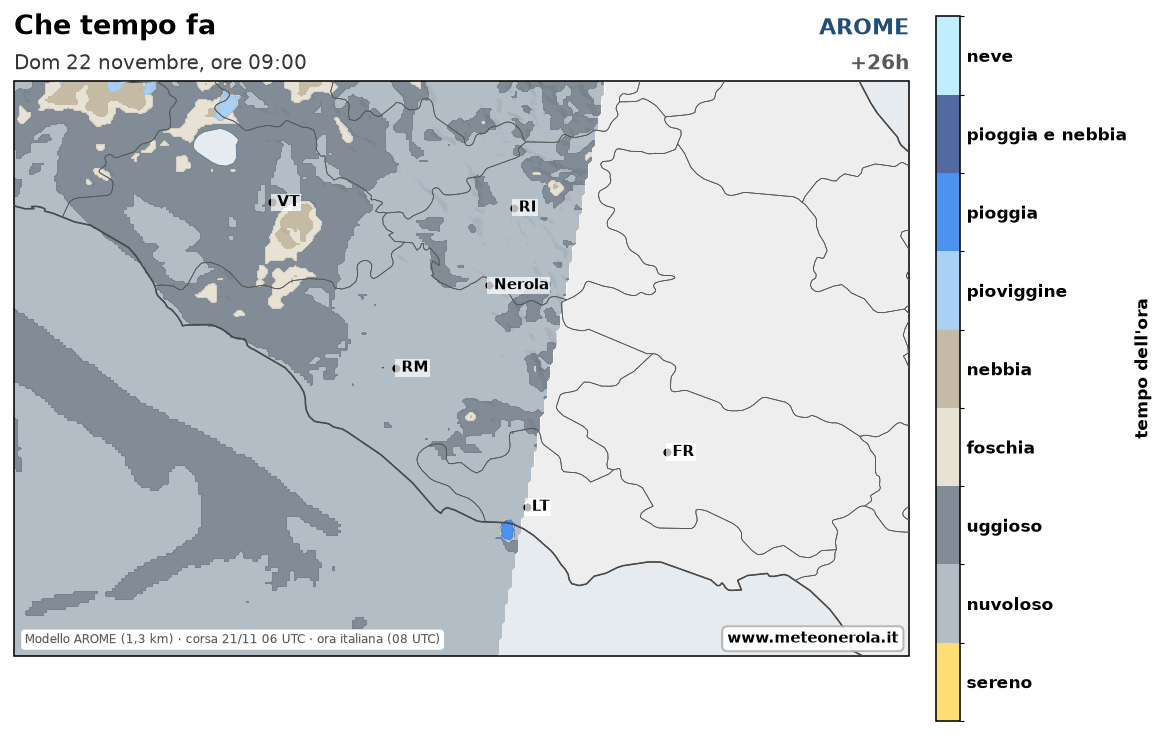 Che tempo fa
AROME
Dom 22 novembre, ore 09:00
+26h
VT
RI
Nerola
RM
FR
LT
Modello AROME (1,3 km) · corsa 21/11 06 UTC · ora italiana (08 UTC)
www.meteonerola.it
neve
pioggia e nebbia
pioggia
pioviggine
nebbia
foschia
uggioso
nuvoloso
sereno
tempo dell'ora